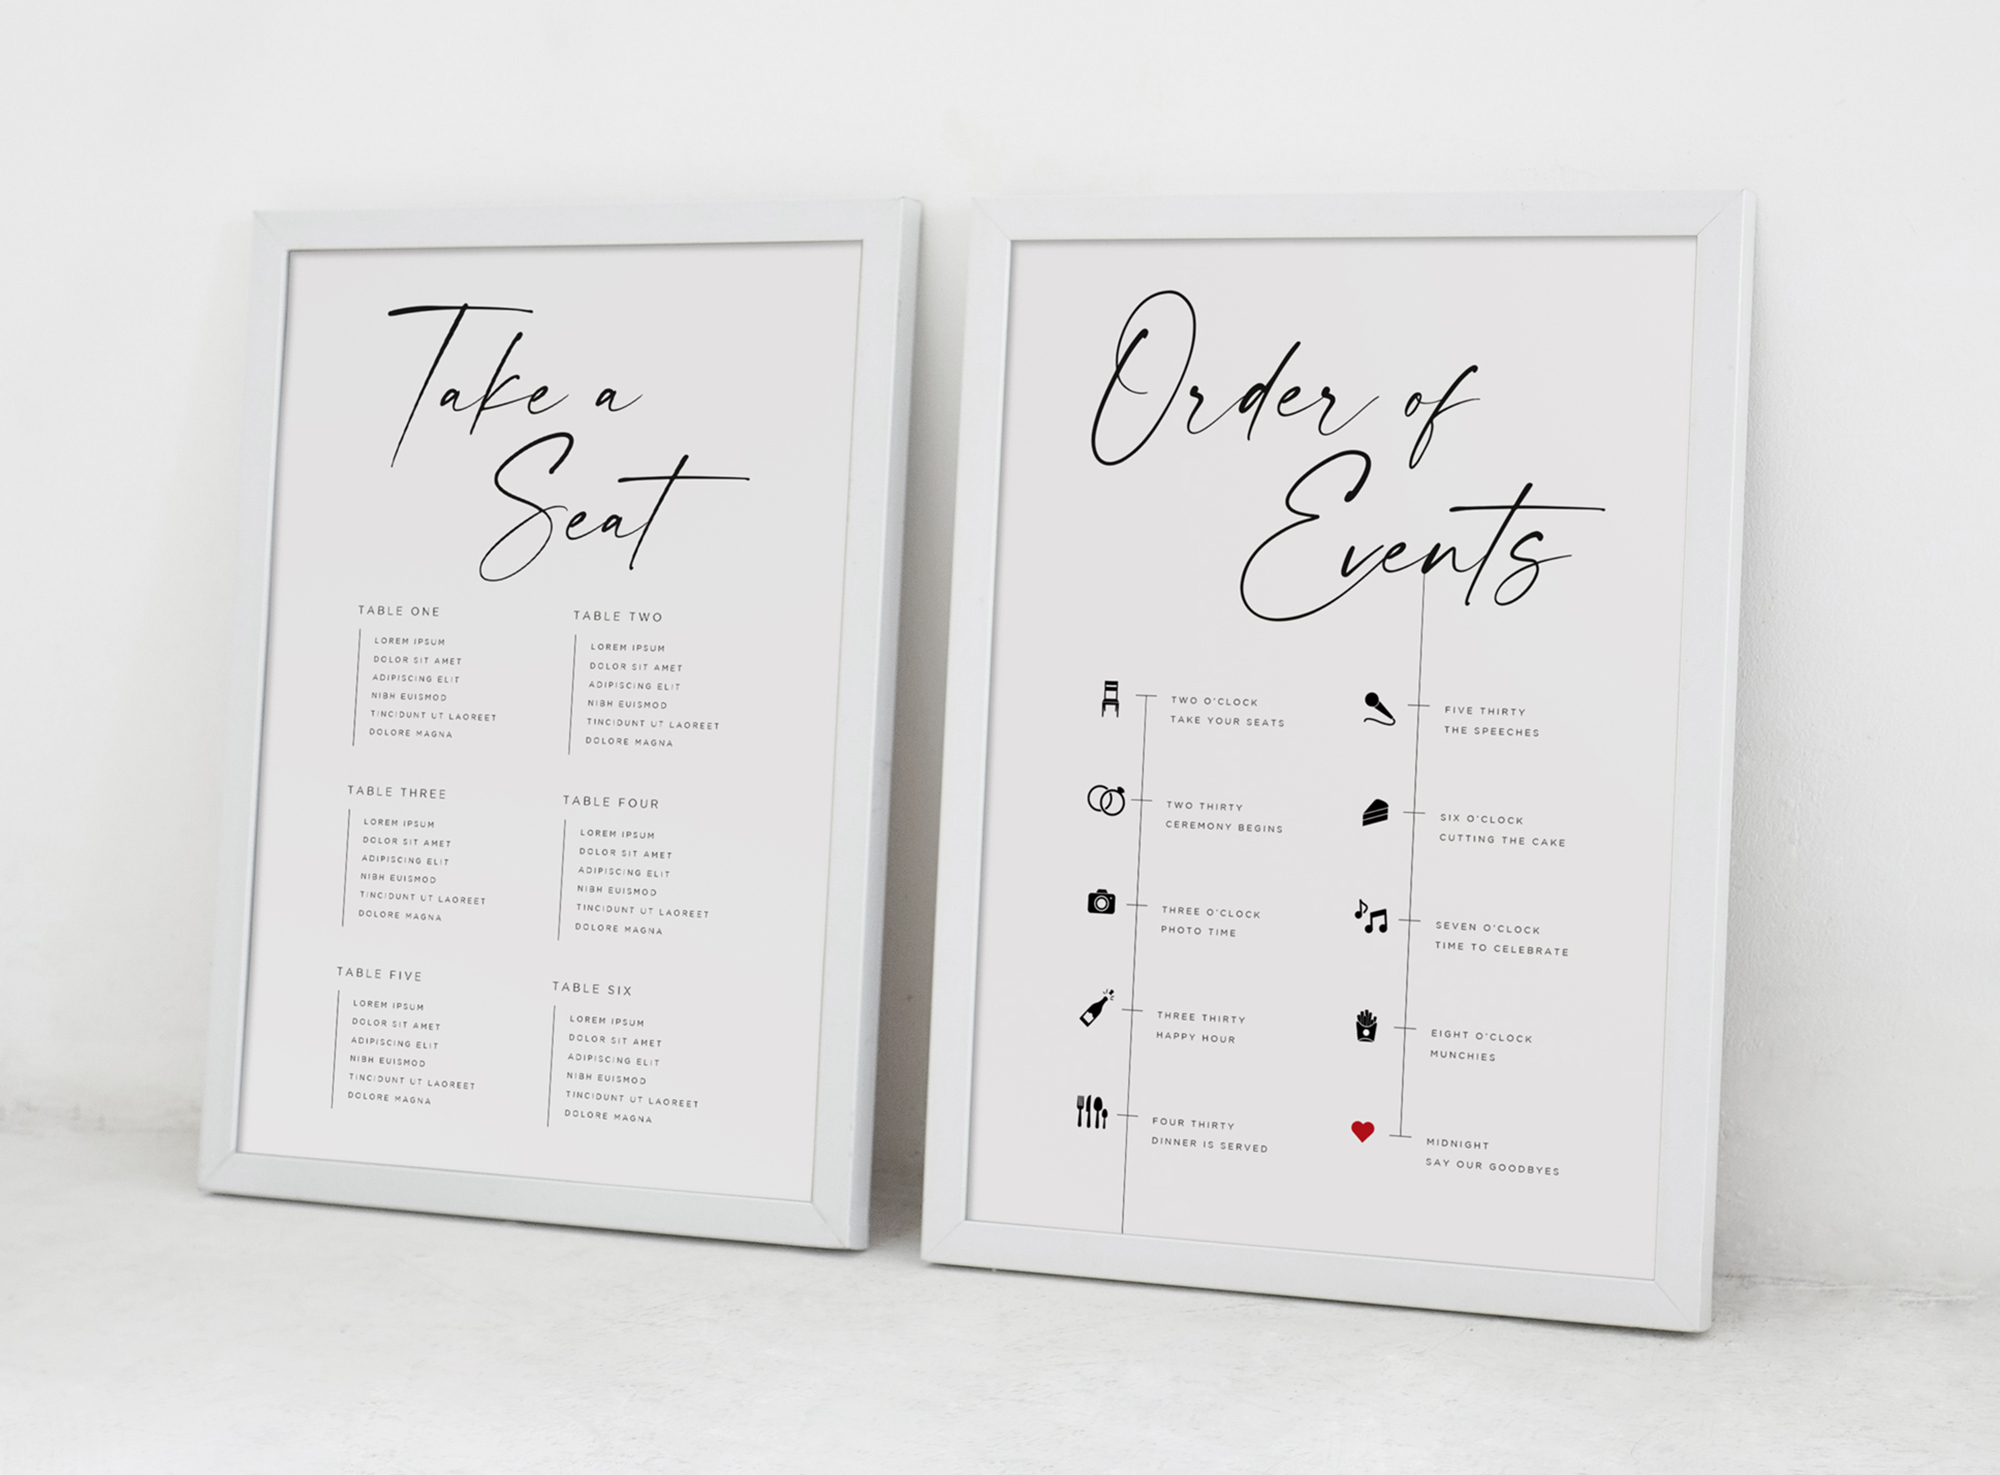 Take a
Seat
TABLE ONE
LOREM IPSUM
DOLOR SIT AMET
ADIPISCING ELIT
NIBH EUISMOD
TINCIDUNT UT LAOREET
DOLORE MAGNA
TABLE TWO
LOREM IPSUM
DOLOR SIT AMET
ADIPISCING ELIT
NIBH EUISMOD
TINCIDUNT UT LAOREET
DOLORE MAGNA
TABLE THREE
LOREM IPSUM
DOLOR SIT AMET
ADIPISCING ELIT
NIBH EUISMOD
TINCIDUNT UT LAOREET
DOLORE MAGNA
TABLE FOUR
LOREM IPSUM
DOLOR SIT AMET
ADIPISCING ELIT
NIBH EUISMOD
TINCIDUNT UT LAOREET
DOLORE MAGNA
TABLE FIVE
LOREM IPSUM
DOLOR SIT AMET
ADIPISCING ELIT
NIBH EUISMOD
TINCIDUNT UT LAOREET
DOLORE MAGNA
TABLE SIX
LOREM IPSUM
DOLOR SIT AMET
ADIPISCING ELIT
NIBH EUISMOD
TINCIDUNT UT LAOREET
DOLORE MAGNA
Order of
Events
TWO O'CLOCK
TAKE YOUR SEATS
TWO THIRTY
CEREMONY BEGINS
THREE O'CLOCK
PHOTO TIME
THREE THIRTY
HAPPY HOUR
FOUR THIRTY
DINNER IS SERVED
FIVE THIRTY
THE SPEECHES
SIX O'CLOCK
CUTTING THE CAKE
SEVEN O'CLOCK
TIME TO CELEBRATE
EIGHT O'CLOCK
MUNCHIES
MIDNIGHT
SAY OUR GOODBYES